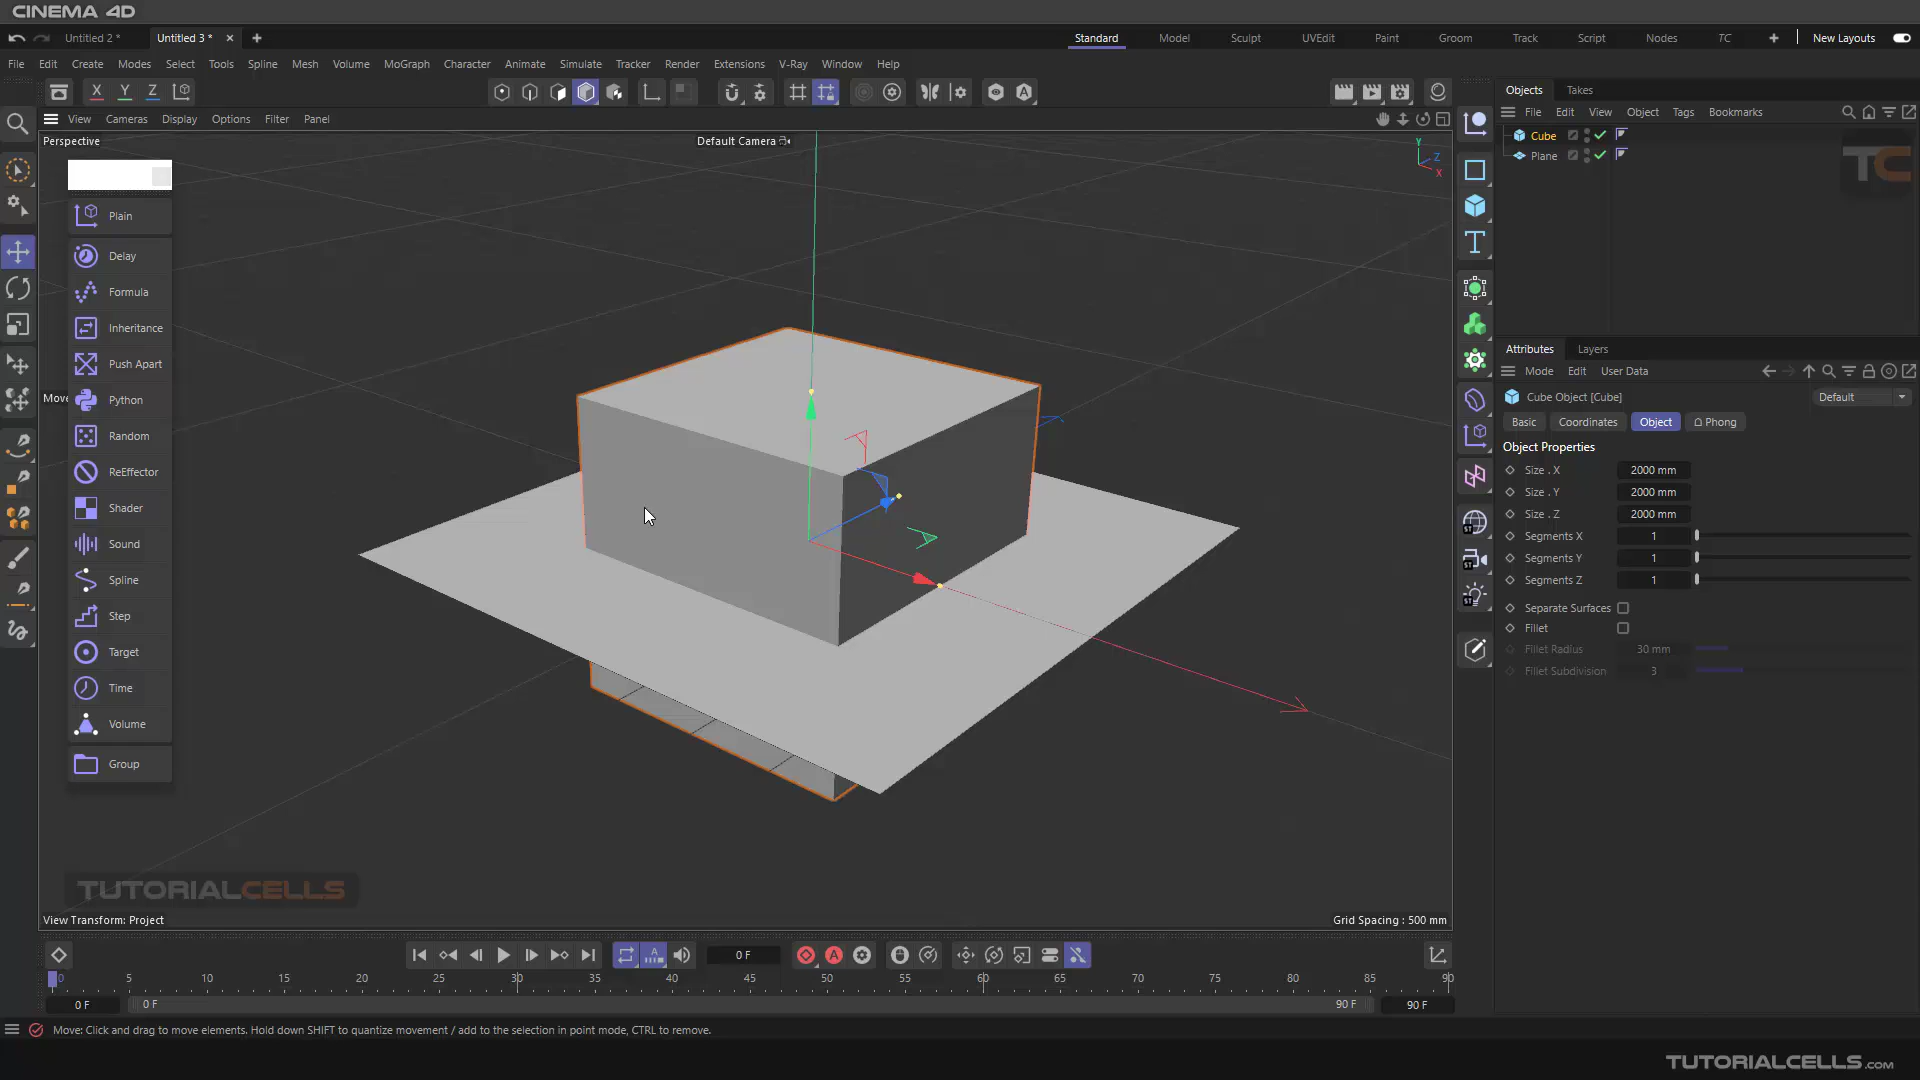 CINEMA 4D
Untitled 2 * Untitled 3 * Standard Model Sculpt UVEdit Paint Groom Track Script Nodes TC New Layouts
File Edit Create Modes Select Tools Spline Mesh Volume MoGraph Character Animate Simulate Tracker Render Extensions V-Ray Window Help
X Y Z
Objects Takes
View Cameras Display Options Filter Panel
File Edit View Object Tags Bookmarks
Perspective
Default Camera
Cube
Plane
TC
Y
Z
X
Plain
Delay
Formula
Inheritance
Push Apart
Move
Python
Random
ReEffector
Shader
Sound
Spline
Step
Target
Time
Volume
Group
Attributes Layers
Mode Edit User Data
Cube Object [Cube] Default
Basic Coordinates Object Phong
Object Properties
Size . X 2000 mm
Size . Y 2000 mm
Size . Z 2000 mm
Segments X 1
Segments Y 1
Segments Z 1
Separate Surfaces
Fillet
Fillet Radius 30 mm
Fillet Subdivision 3
TUTORIALCELLS
View Transform: Project
Grid Spacing : 500 mm
0 F
0 5 10 15 20 25 30 35 40 45 50 55 60 65 70 75 80 85 90
0 F 0 F 90 F 90 F
Move: Click and drag to move elements. Hold down SHIFT to quantize movement / add to the selection in point mode, CTRL to remove.
TUTORIALCELLS.com